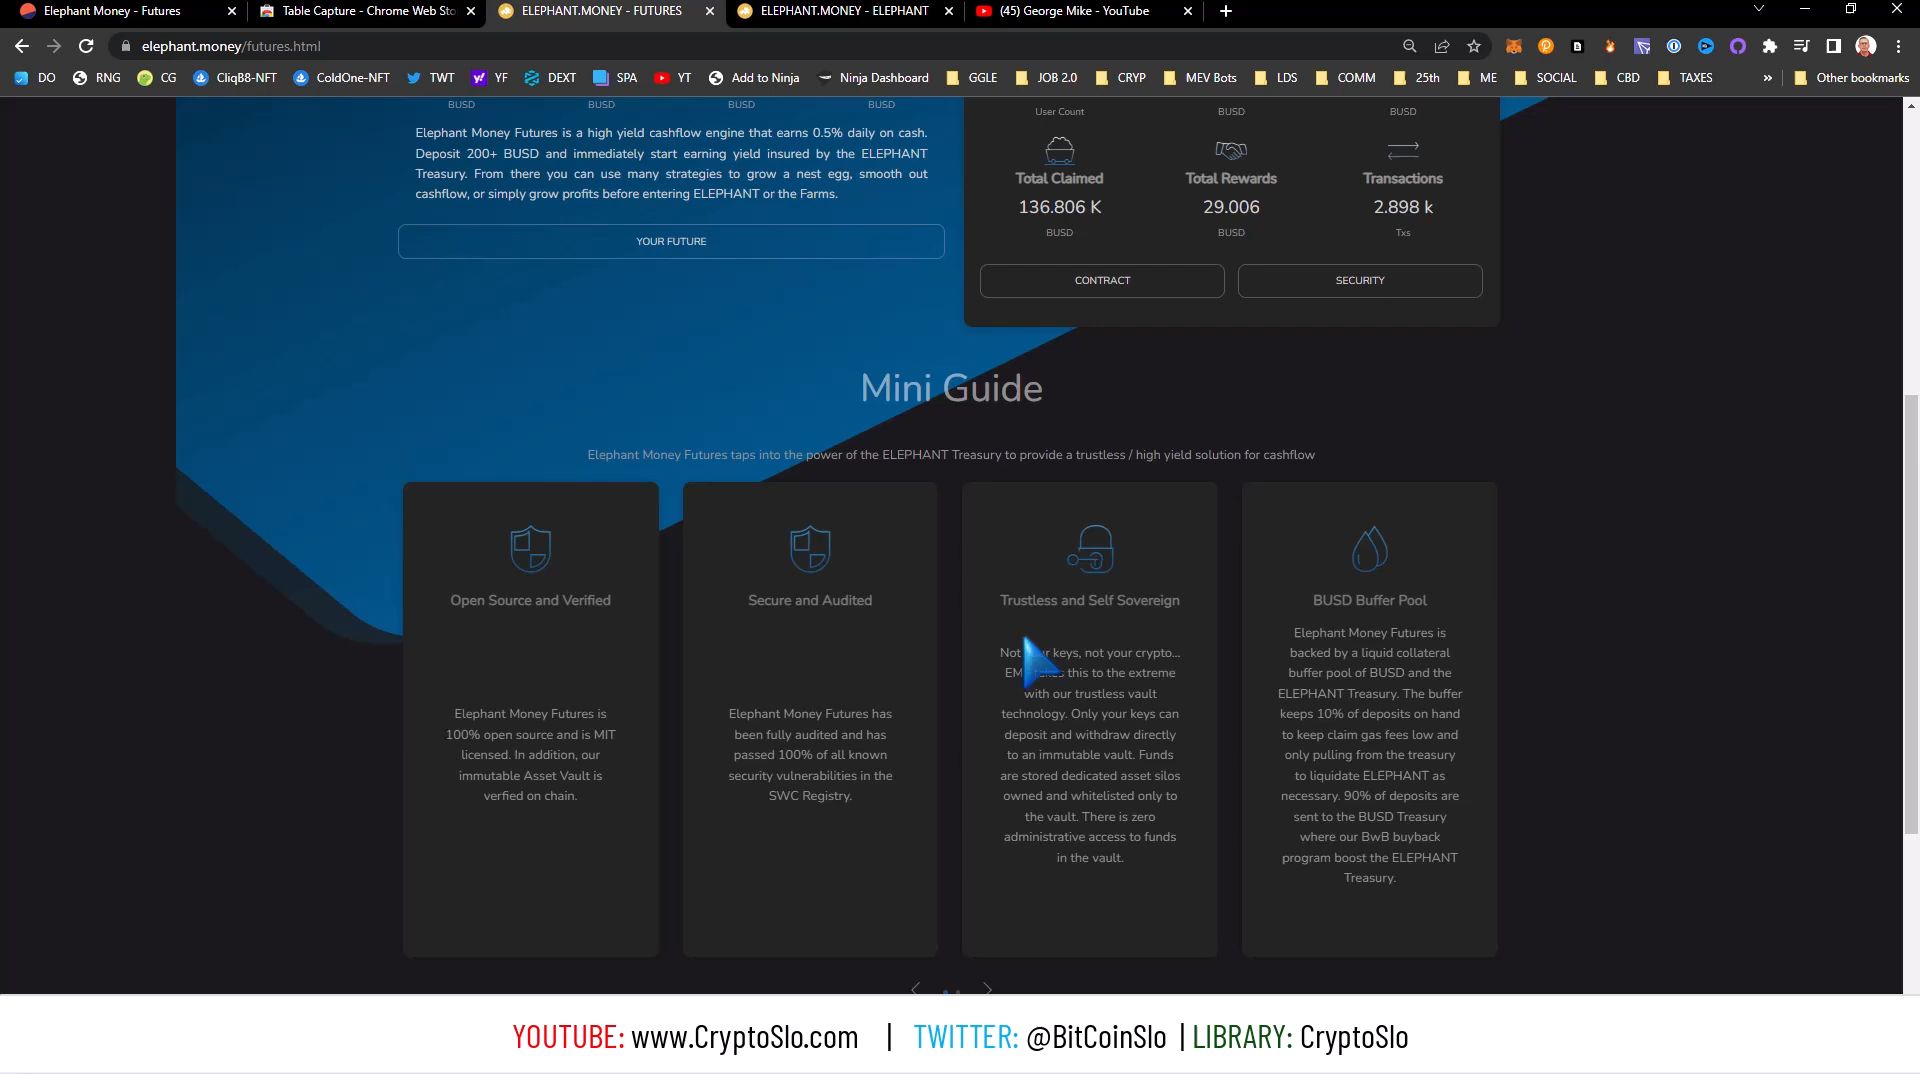 Elephant Money - Futures
Table Capture - Chrome Web Sto
ELEPHANT.MONEY - FUTURES
ELEPHANT.MONEY - ELEPHANT
(45) George Mike - YouTube
elephant.money/futures.html
DO RNG CG CliqB8-NFT ColdOne-NFT TWT YF DEXT SPA YT Add to Ninja Ninja Dashboard GGLE JOB 2.0 CRYP MEV Bots LDS COMM 25th ME SOCIAL CBD TAXES » Other bookmarks
BUSD BUSD BUSD BUSD
Elephant Money Futures is a high yield cashflow engine that earns 0.5% daily on cash.
Deposit 200+ BUSD and immediately start earning yield insured by the ELEPHANT
Treasury. From there you can use many strategies to grow a nest egg, smooth out
cashflow, or simply grow profits before entering ELEPHANT or the Farms.
YOUR FUTURE
User Count BUSD BUSD
Total Claimed Total Rewards Transactions
136.806 K 29.006 2.898 k
BUSD BUSD Txs
CONTRACT SECURITY
Mini Guide
Elephant Money Futures taps into the power of the ELEPHANT Treasury to provide a trustless / high yield solution for cashflow
Open Source and Verified
Elephant Money Futures is
100% open source and is MIT
licensed. In addition, our
immutable Asset Vault is
verfied on chain.
Secure and Audited
Elephant Money Futures has
been fully audited and has
passed 100% of all known
security vulnerabilities in the
SWC Registry.
Trustless and Self Sovereign
Not your keys, not your crypto...
this to the extreme
with our trustless vault
technology. Only your keys can
deposit and withdraw directly
to an immutable vault. Funds
are stored dedicated asset silos
owned and whitelisted only to
the vault. There is zero
administrative access to funds
in the vault.
BUSD Buffer Pool
Elephant Money Futures is
backed by a liquid collateral
buffer pool of BUSD and the
ELEPHANT Treasury. The buffer
keeps 10% of deposits on hand
to keep claim gas fees low and
only pulling from the treasury
to liquidate ELEPHANT as
necessary. 90% of deposits are
sent to the BUSD Treasury
where our BwB buyback
program boost the ELEPHANT
Treasury.
YOUTUBE: www.CryptoSlo.com | TWITTER: @BitCoinSlo | LIBRARY: CryptoSlo